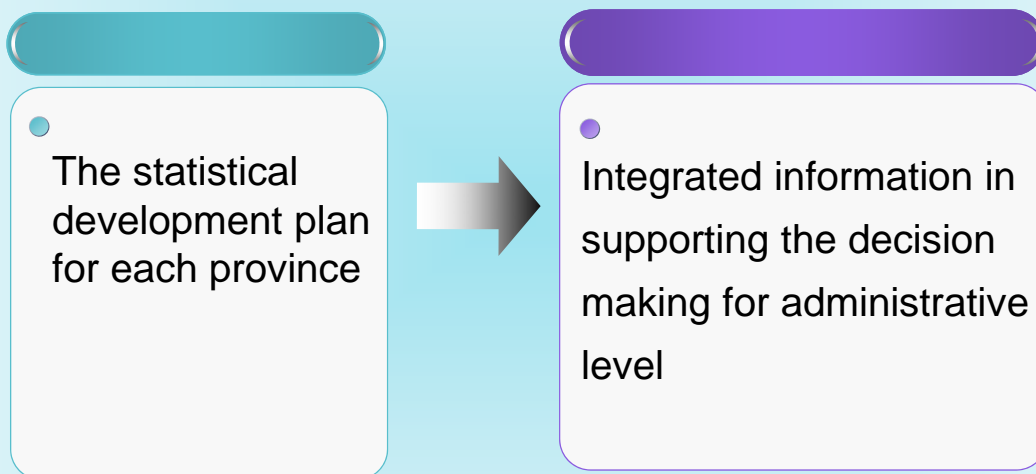 The statistical
development plan
for each province
Integrated information in
supporting the decision
making for administrative
level